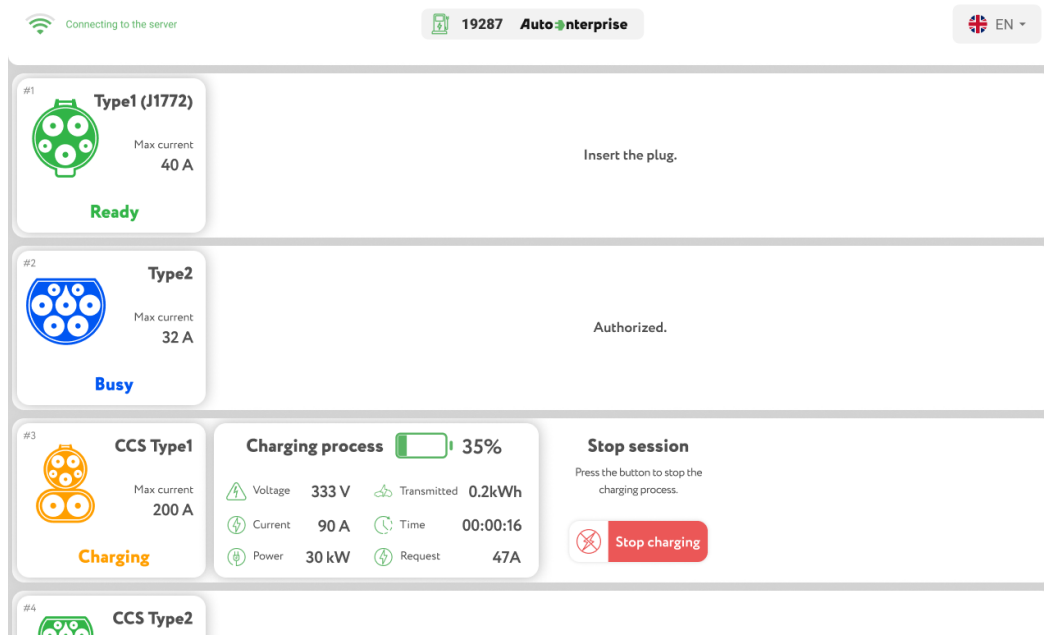 Connecting to the server
19287 Auto Enterprise
EN
#1
Type1 (J1772)
Max current
40 A
Ready
Insert the plug.
#2
Type2
Max current
32 A
Busy
Authorized.
#3
CCS Type1
Max current
200 A
Charging
Charging process 35%
Voltage 333 V Transmitted 0.2kWh
Current 90 A Time 00:00:16
Power 30 kW Request 47A
Stop session
Press the button to stop the
charging process.
Stop charging
#4
CCS Type2